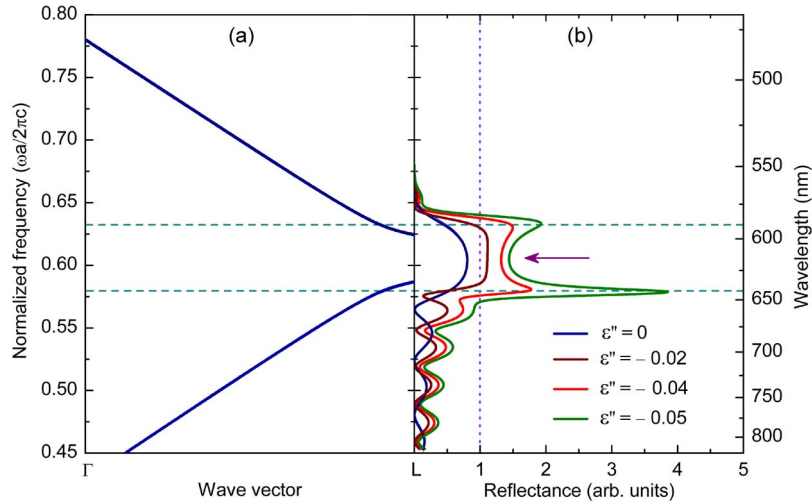 (a)
(b)
Normalized frequency (ωa/2πc)
0.80
0.75
0.70
0.65
0.60
0.55
0.50
0.45
Γ
Wave vector
L
1
2
3
4
5
Reflectance (arb. units)
500
550
600
650
700
750
800
Wavelength (nm)
ε" = 0
ε" = – 0.02
ε" = – 0.04
ε" = – 0.05